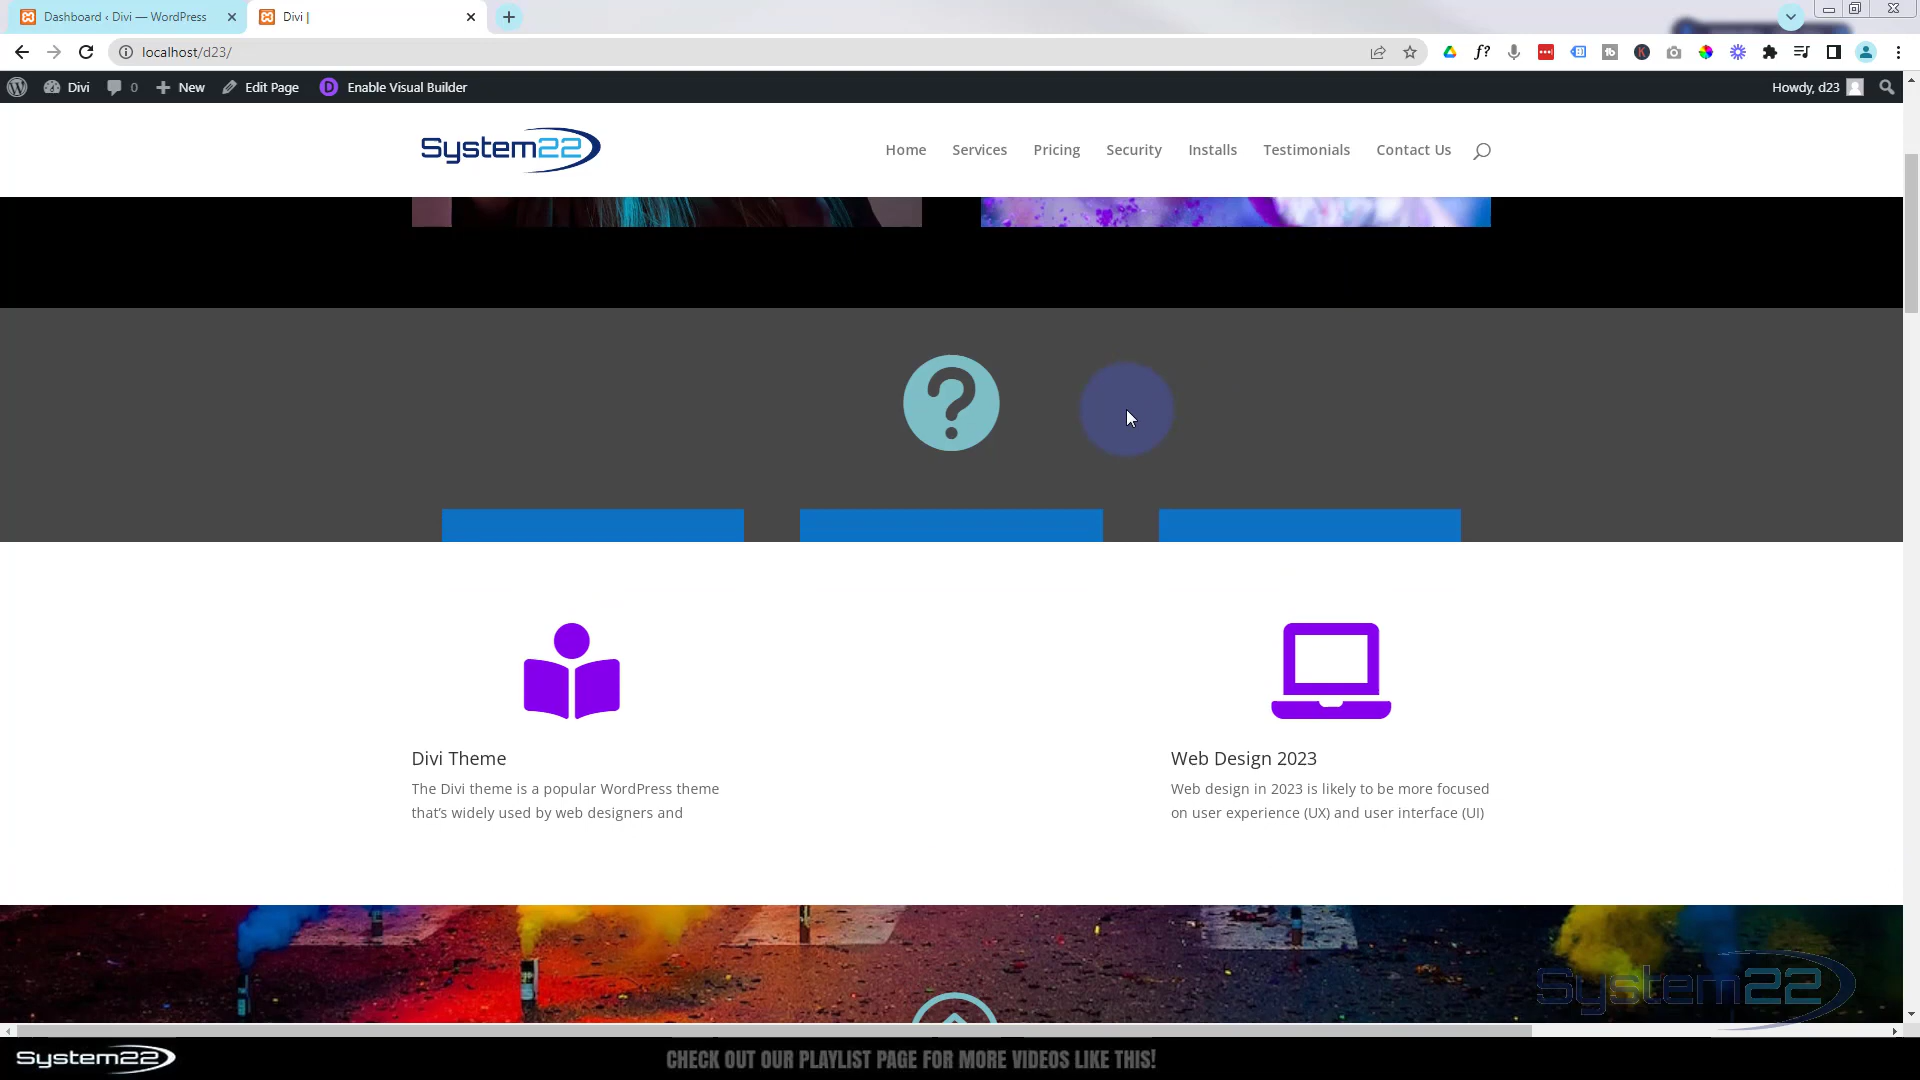 Dashboard ‹ Divi — WordPress
Divi |
localhost/d23/
Divi
0
New
Edit Page
Enable Visual Builder
Howdy, d23
System22
Home
Services
Pricing
Security
Installs
Testimonials
Contact Us
?
Divi Theme
The Divi theme is a popular WordPress theme
that's widely used by web designers and
Web Design 2023
Web design in 2023 is likely to be more focused
on user experience (UX) and user interface (UI)
System22
System22
CHECK OUT OUR PLAYLIST PAGE FOR MORE VIDEOS LIKE THIS!